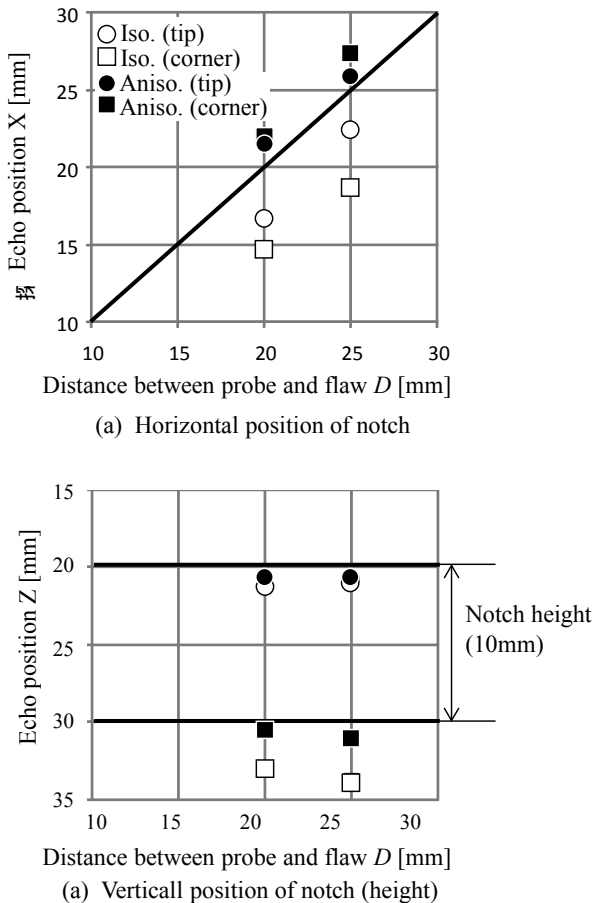 30
Iso. (tip)
Iso. (corner)
Aniso. (tip)
Aniso. (corner)
25
20
15
10
Echo position X [mm]
10 15 20 25 30
Distance between probe and flaw D [mm]
(a) Horizontal position of notch
15
20
25
30
35
Echo position Z [mm]
Notch height
(10mm)
10 15 20 26 30
Distance between probe and flaw D [mm]
(a) Verticall position of notch (height)